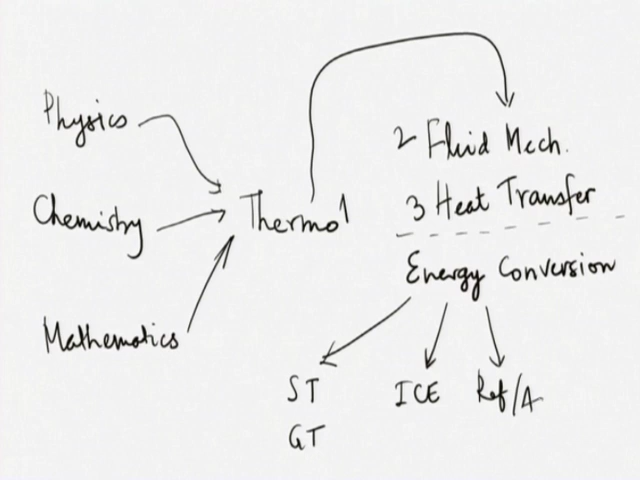 Physics
Chemistry
Mathematics
Thermo 1
2 Fluid Mech.
3 Heat Transfer
Energy Conversion
ST
GT
ICE
Ref/A